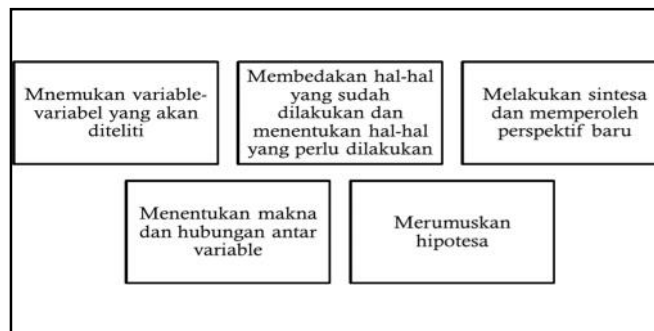 Mnemukan variable-
variabel yang akan
diteliti
Membedakan hal-hal
yang sudah
dilakukan dan
menentukan hal-hal
yang perlu dilakukan
Melakukan sintesa
dan memperoleh
perspektif baru
Menentukan makna
dan hubungan antar
variable
Merumuskan
hipotesa